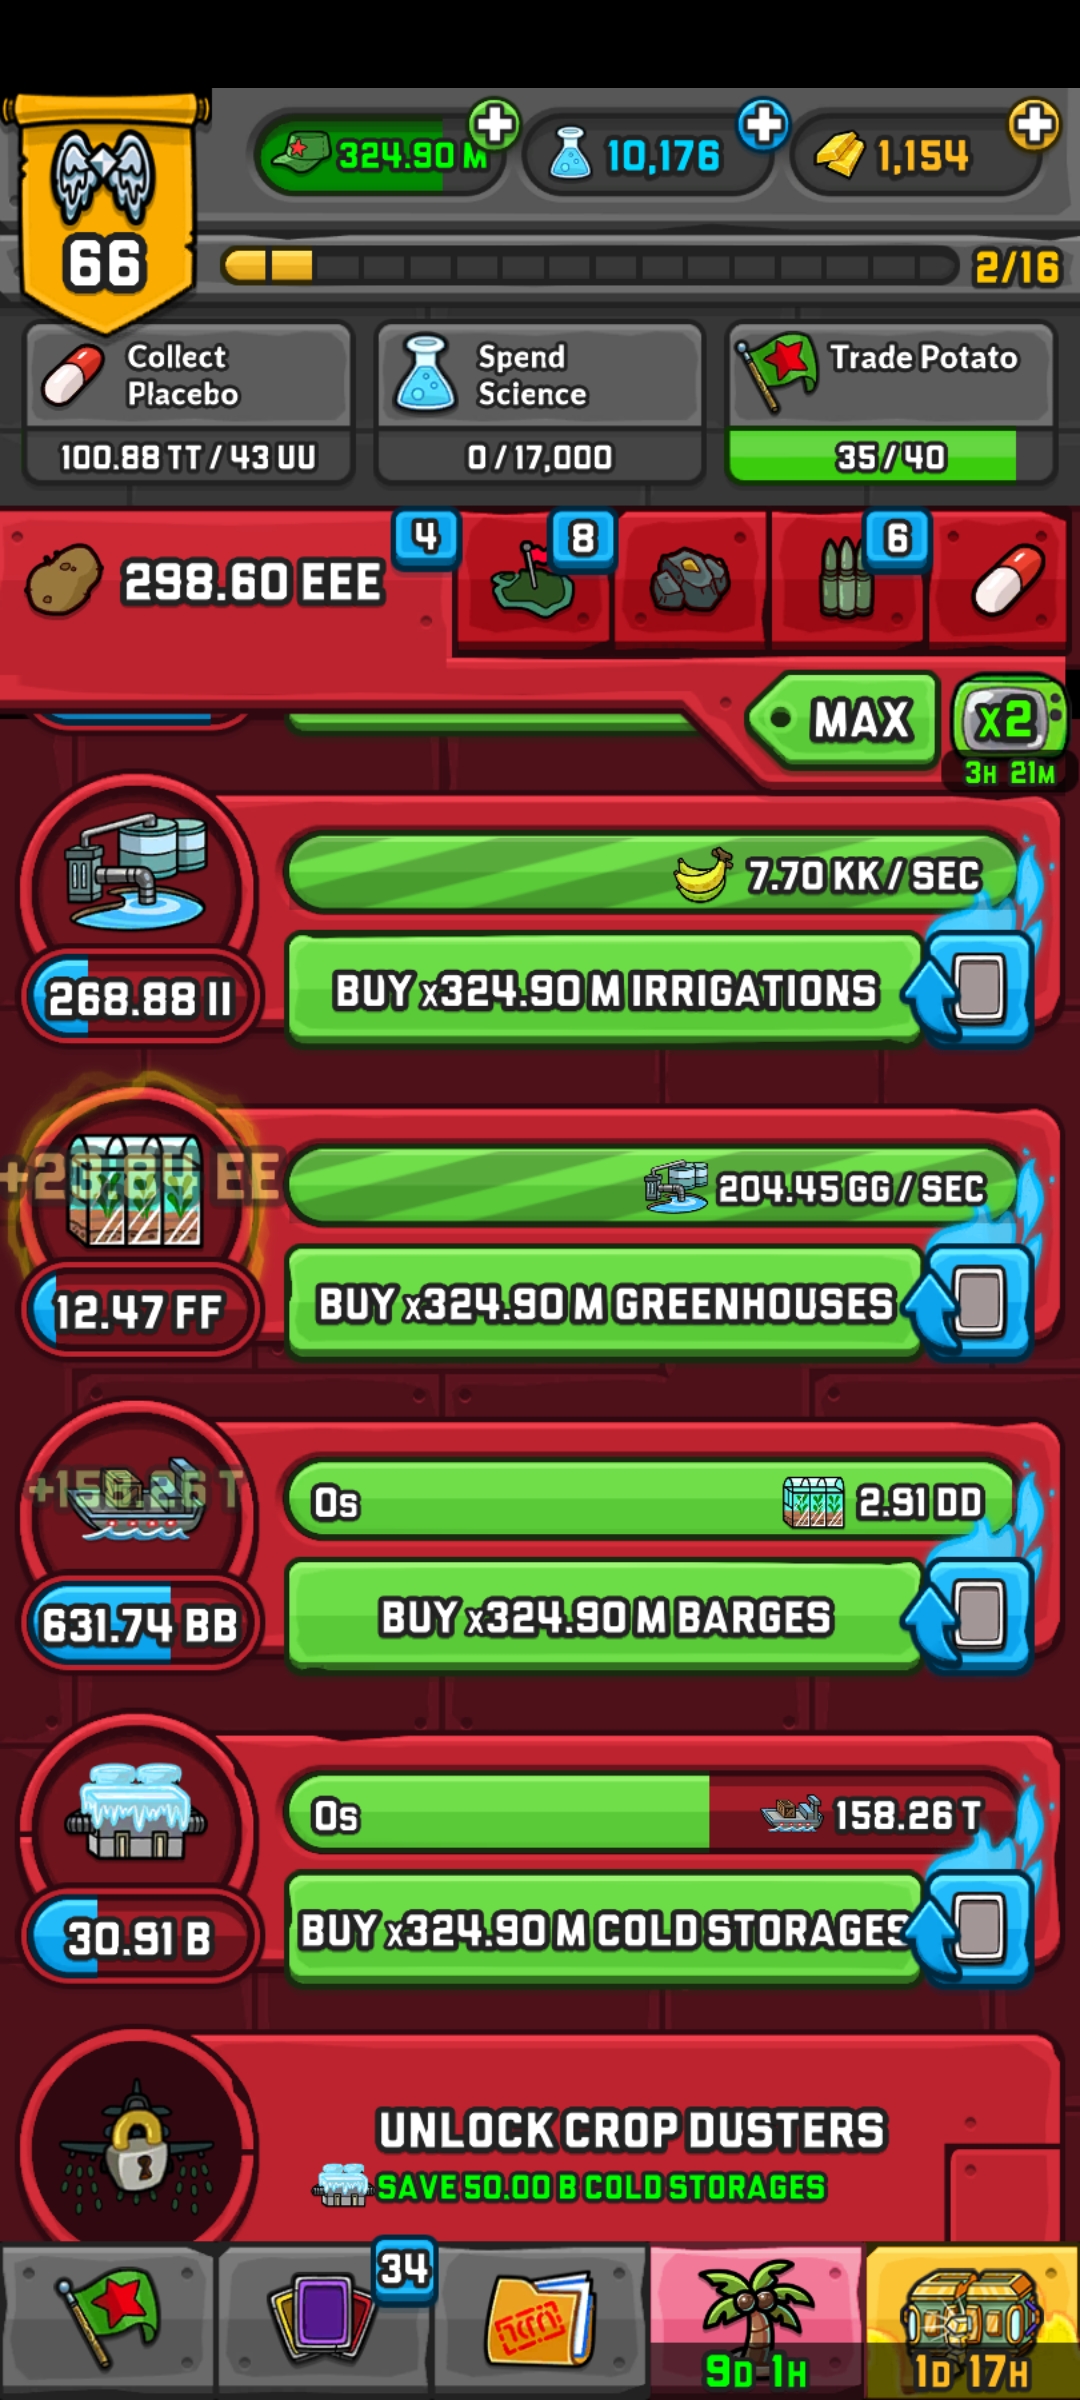 324.90 M
10,176
1,154
66
2/16
Collect
Placebo
100.88 TT / 43 UU
Spend
Science
0 / 17,000
Trade Potato
35 / 40
298.60 EEE
4
8
6
MAX
x2
3H 21M
7.70 KK / SEC
268.88 II
BUY x324.90 M IRRIGATIONS
204.45 GG / SEC
12.47 FF
BUY x324.90 M GREENHOUSES
+158.26 T
0s
2.91 DD
631.74 BB
BUY x324.90 M BARGES
0s
158.26 T
30.91 B
BUY x324.90 M COLD STORAGES
UNLOCK CROP DUSTERS
SAVE 50.00 B COLD STORAGES
34
9D 1H
1D 17H